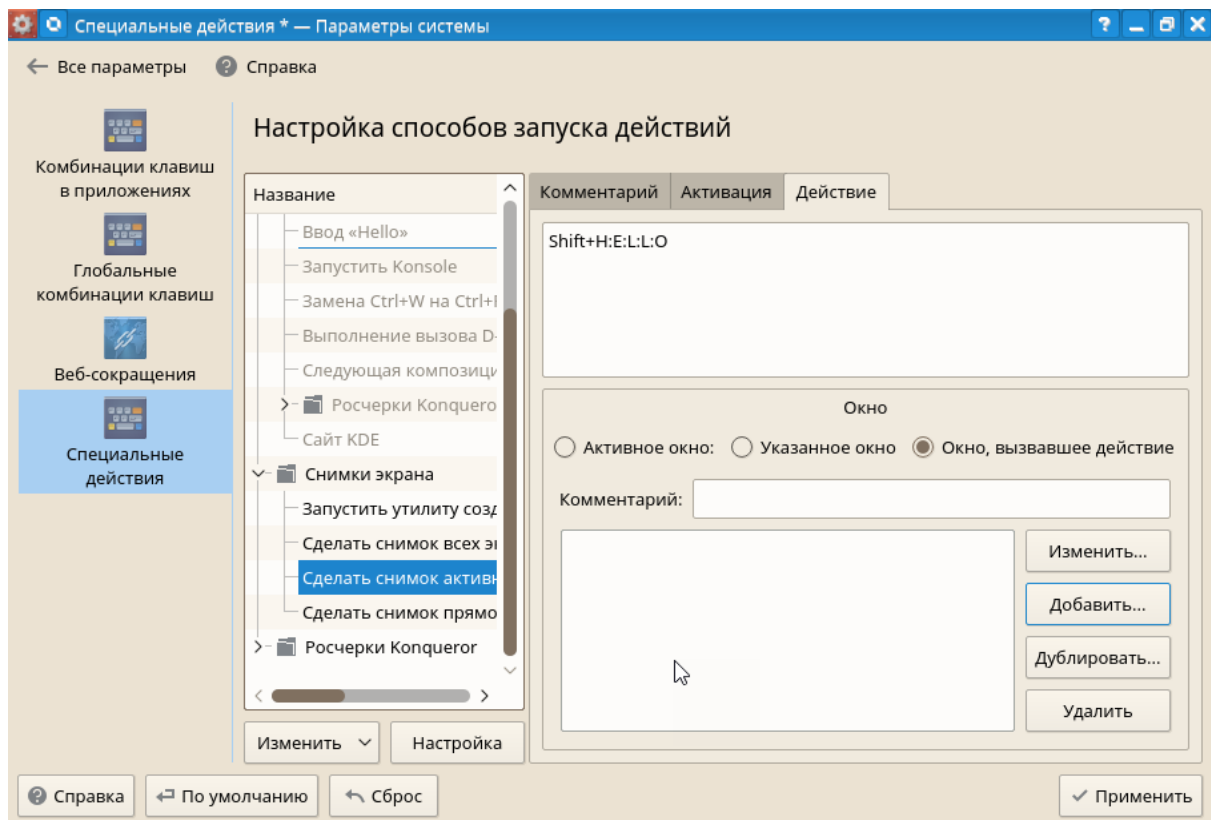 Специальные действия * — Параметры системы
Все параметры
Справка
Комбинации клавиш
в приложениях
Глобальные
комбинации клавиш
Веб-сокращения
Специальные
действия
Настройка способов запуска действий
Название
Ввод «Hello»
Запустить Konsole
Замена Ctrl+W на Ctrl+F
Выполнение вызова D-
Следующая композици
Росчерки Konquero
Сайт KDE
Снимки экрана
Запустить утилиту созд
Сделать снимок всех э
Сделать снимок активн
Сделать снимок прямо
Росчерки Konqueror
Изменить
Настройка
Комментарий
Активация
Действие
Shift+H:E:L:L:O
Окно
Активное окно:
Указанное окно
Окно, вызвавшее действие
Комментарий:
Изменить...
Добавить...
Дублировать...
Удалить
Справка
По умолчанию
Сброс
Применить